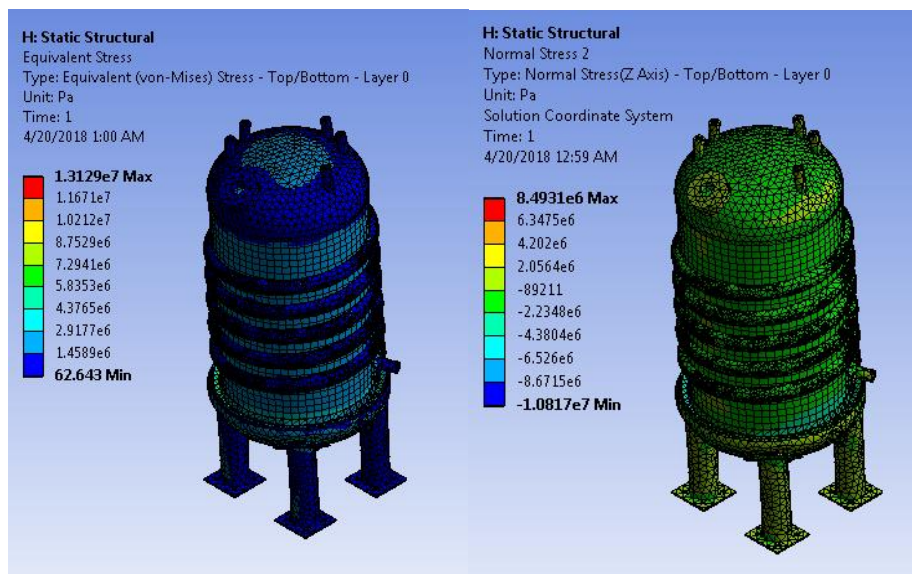 H: Static Structural
Equivalent Stress
Type: Equivalent (von-Mises) Stress - Top/Bottom - Layer 0
Unit: Pa
Time: 1
4/20/2018 1:00 AM
1.3129e7 Max
1.1671e7
1.0212e7
8.7529e6
7.2941e6
5.8353e6
4.3765e6
2.9177e6
1.4589e6
62.643 Min
H: Static Structural
Normal Stress 2
Type: Normal Stress(Z Axis) - Top/Bottom - Layer 0
Unit: Pa
Solution Coordinate System
Time: 1
4/20/2018 12:59 AM
8.4931e6 Max
6.3475e6
4.202e6
2.0564e6
-89211
-2.2348e6
-4.3804e6
-6.526e6
-8.6715e6
-1.0817e7 Min